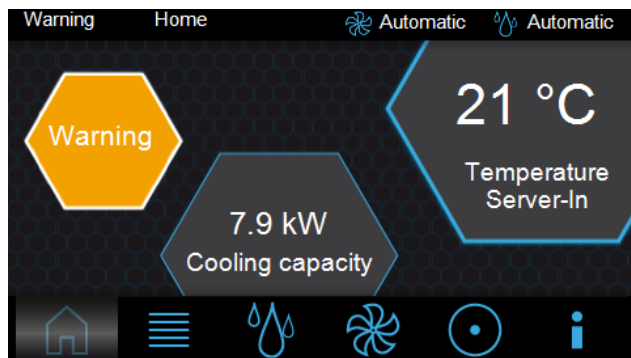 Warning Home Automatic Automatic
Warning
21 °C
Temperature
Server-In
7.9 kW
Cooling capacity